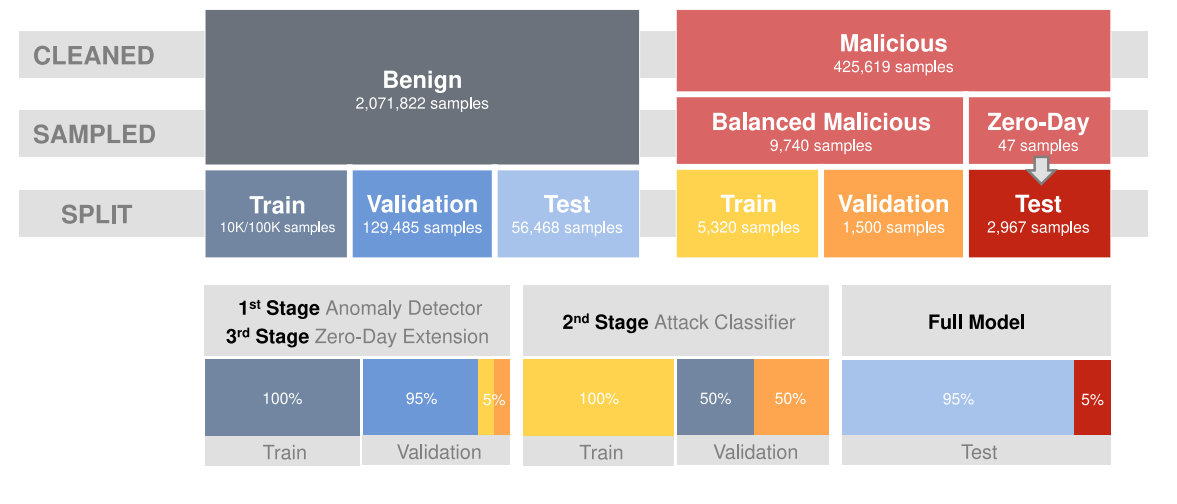 CLEANED
Benign
2,071,822 samples
Malicious
425,619 samples
SAMPLED
Balanced Malicious
9,740 samples
Zero-Day
47 samples
SPLIT
Train
10K/100K samples
Validation
129,485 samples
Test
56,468 samples
Train
5,320 samples
Validation
1,500 samples
Test
2,967 samples
1st Stage Anomaly Detector
3rd Stage Zero-Day Extension
2nd Stage Attack Classifier
Full Model
100%
95%
5%
100%
50%
50%
95%
5%
Train
Validation
Train
Validation
Test